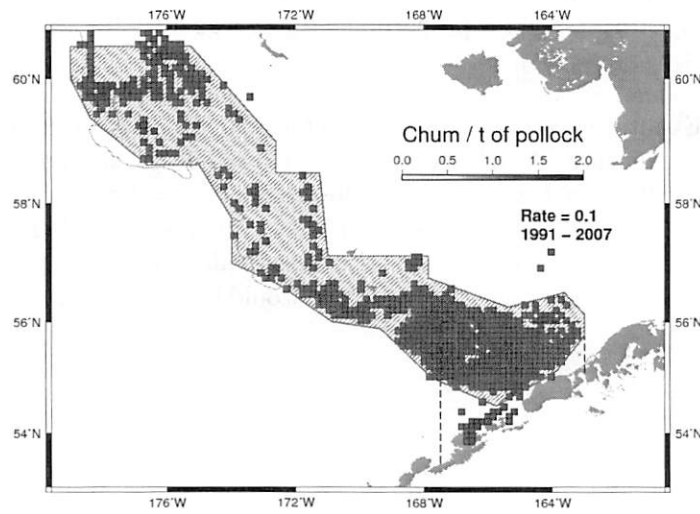 176°W 172°W 168°W 164°W
60°N 60°N
Chum / t of pollock
0.0 0.5 1.0 1.5 2.0
58°N 58°N
Rate = 0.1
1991 – 2007
56°N 56°N
54°N 54°N
176°W 172°W 168°W 164°W